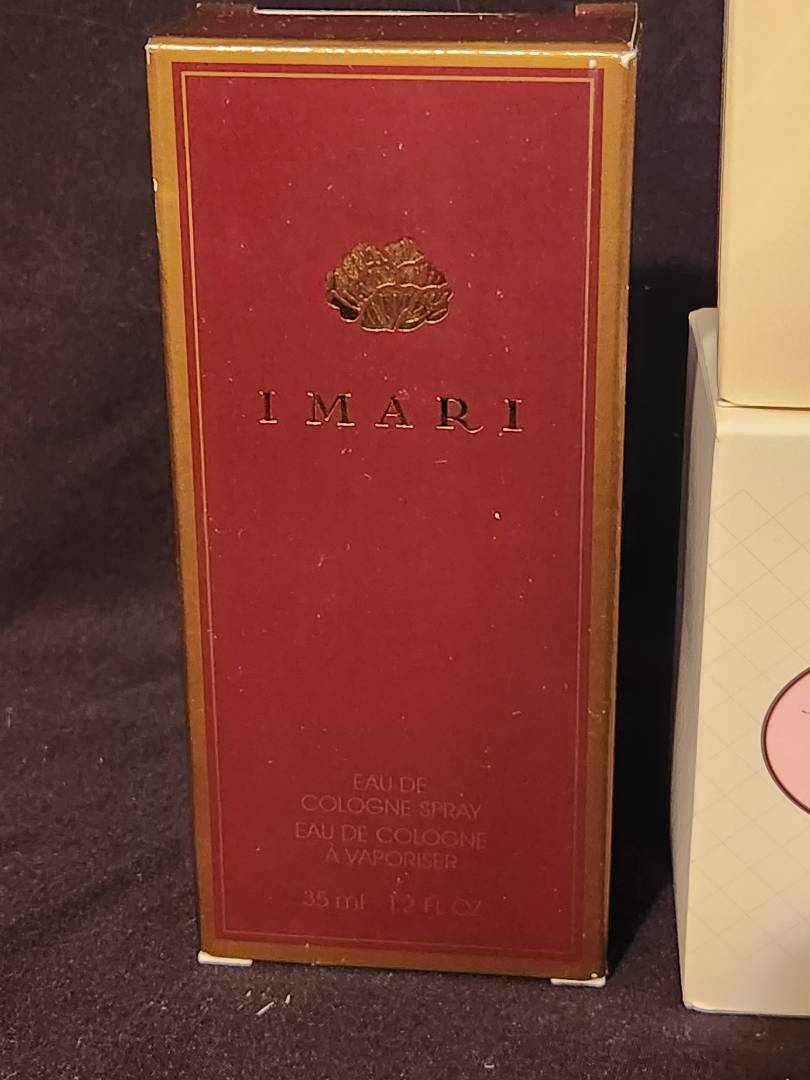 IMARI
EAU DE
COLOGNE SPRAY
EAU DE COLOGNE
À VAPORISER
35 ml 1.2 FL OZ